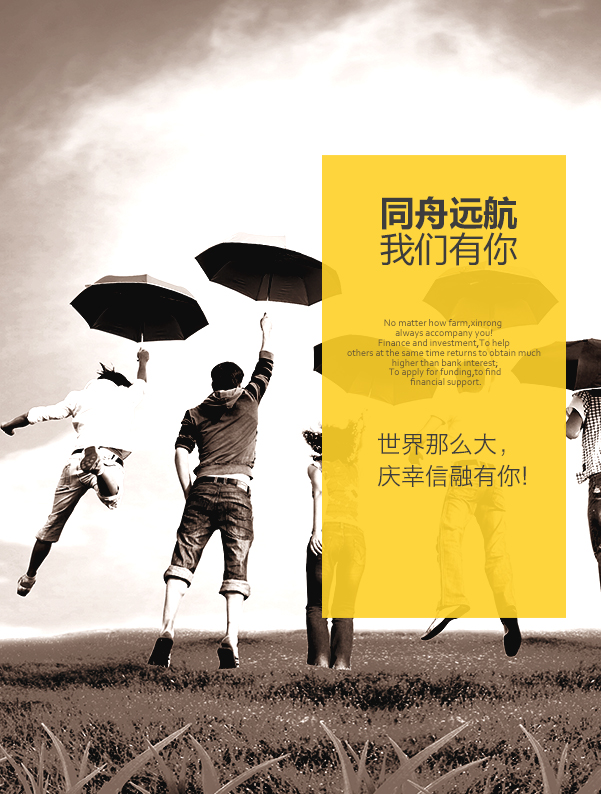 同舟远航
我们有你
No matter how farm,xinrong
always accompany you!
Finance and investment,To help
others at the same time returns to obtain much
higher than bank interest;
To apply for funding,to find
financial support.
世界那么大，
庆幸信融有你!